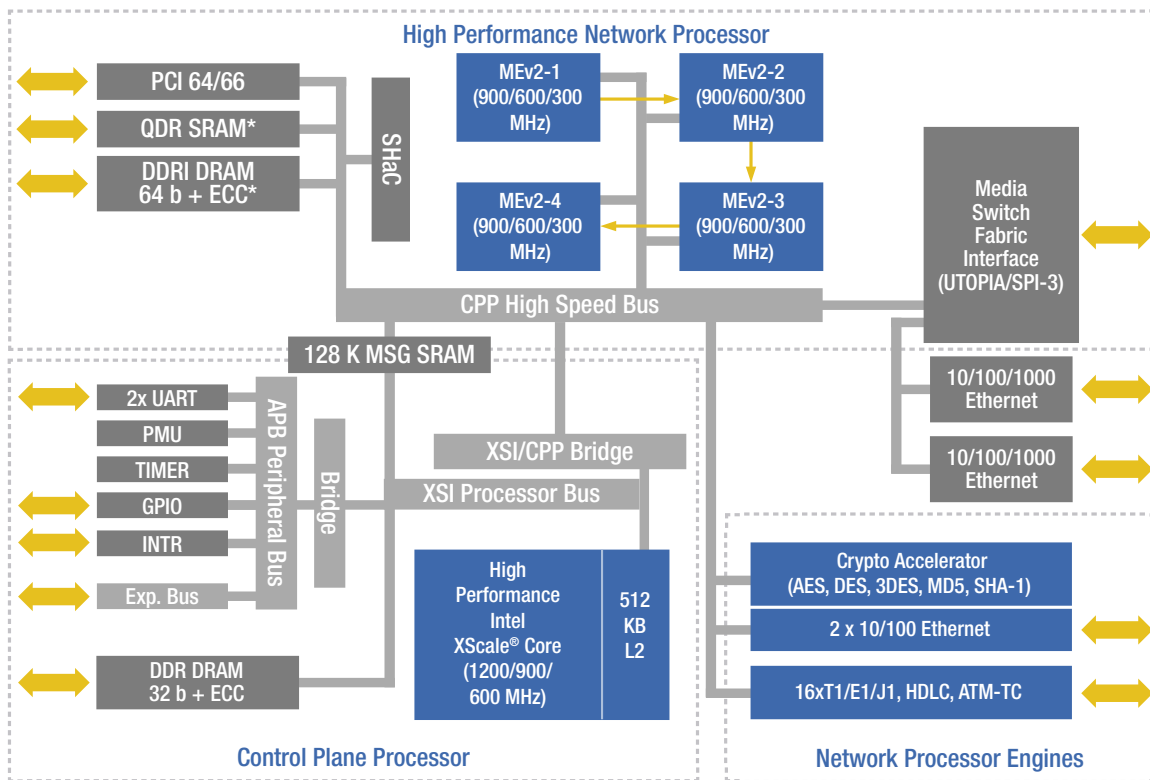 High Performance Network Processor
PCI 64/66
QDR SRAM*
DDRI DRAM
64 b + ECC*
SHaC
MEv2-1
(900/600/300
MHz)
MEv2-2
(900/600/300
MHz)
MEv2-4
(900/600/300
MHz)
MEv2-3
(900/600/300
MHz)
Media
Switch
Fabric
Interface
(UTOPIA/SPI-3)
CPP High Speed Bus
128 K MSG SRAM
10/100/1000
Ethernet
10/100/1000
Ethernet
2x UART
PMU
TIMER
GPIO
INTR
Exp. Bus
APB Peripheral Bus
Bridge
XSI/CPP Bridge
XSI Processor Bus
High
Performance
Intel
XScale® Core
(1200/900/
600 MHz)
512
KB
L2
DDR DRAM
32 b + ECC
Control Plane Processor
Crypto Accelerator
(AES, DES, 3DES, MD5, SHA-1)
2 x 10/100 Ethernet
16xT1/E1/J1, HDLC, ATM-TC
Network Processor Engines